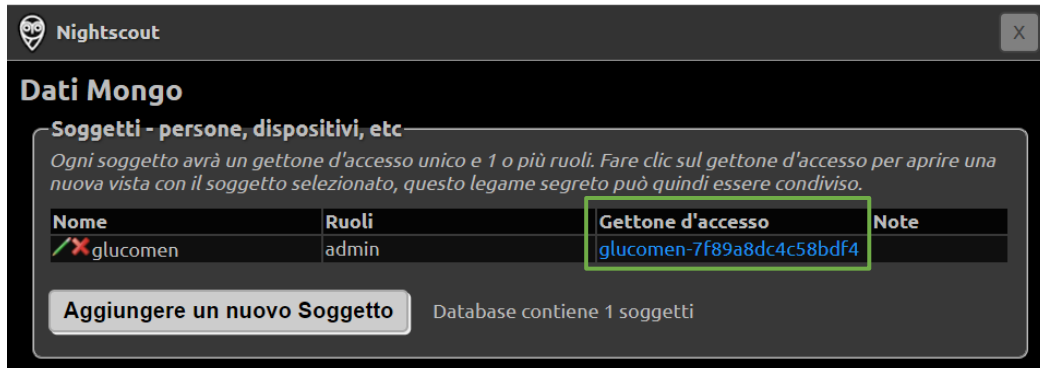 Nightscout
X
Dati Mongo
Soggetti - persone, dispositivi, etc
Ogni soggetto avrà un gettone d'accesso unico e 1 o più ruoli. Fare clic sul gettone d'accesso per aprire una
nuova vista con il soggetto selezionato, questo legame segreto può quindi essere condiviso.
Nome Ruoli Gettone d'accesso Note
glucomen admin glucomen-7f89a8dc4c58bdf4
Aggiungere un nuovo Soggetto Database contiene 1 soggetti